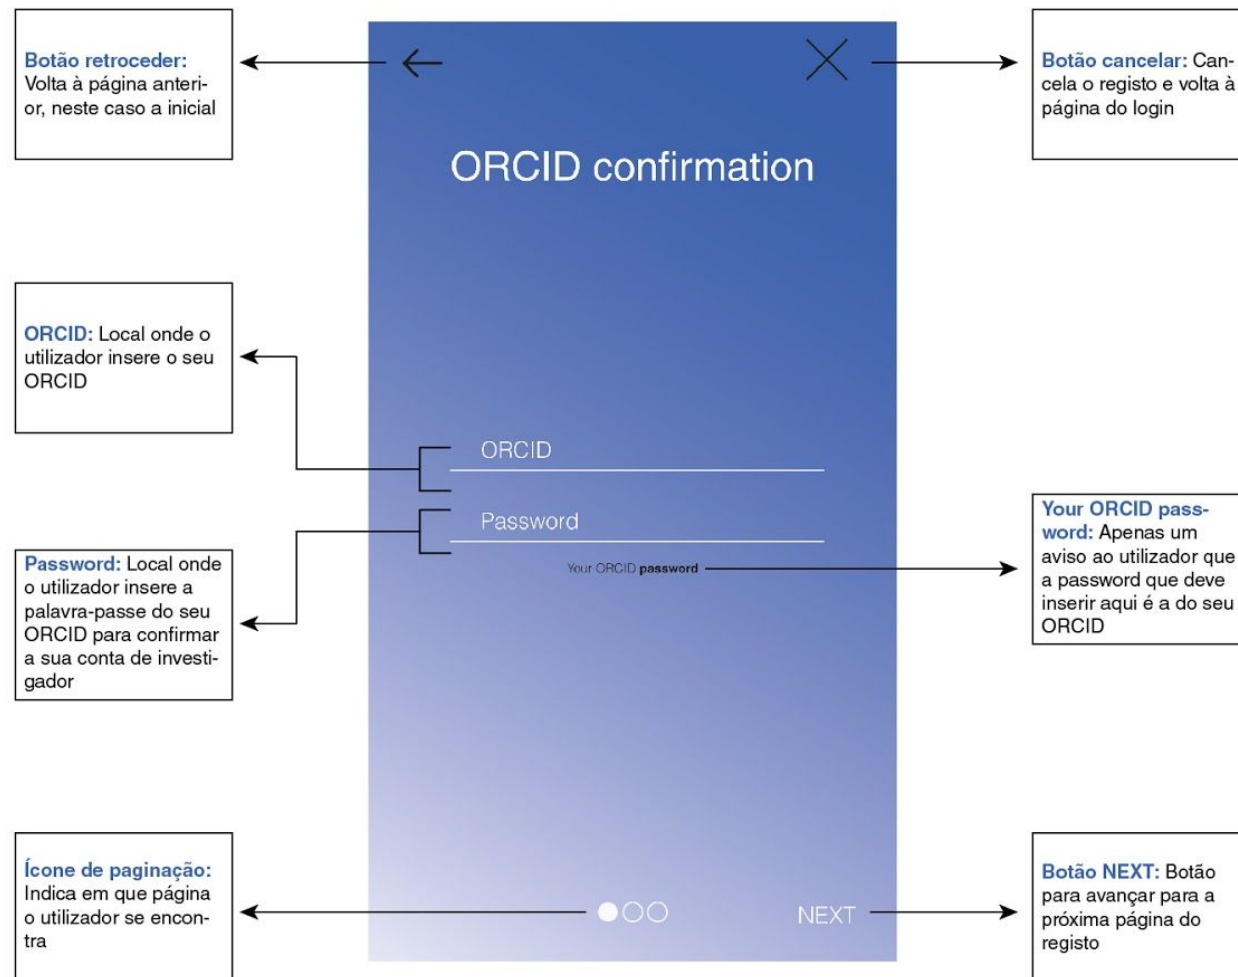 Botão retroceder:
Volta à página anteri-
or, neste caso a inicial
Botão cancelar: Can-
cela o registo e volta à
página do login
ORCID confirmation
ORCID: Local onde o
utilizador insere o seu
ORCID
ORCID
Password
Your ORCID password
Password: Local onde
o utilizador insere a
palavra-passe do seu
ORCID para confirmar
a sua conta de investi-
gador
Your ORCID pass-
word: Apenas um
aviso ao utilizador que
a password que deve
inserir aqui é a do seu
ORCID
Ícone de paginação:
Indica em que página
o utilizador se encon-
tra
NEXT
Botão NEXT: Botão
para avançar para a
próxima página do
registo